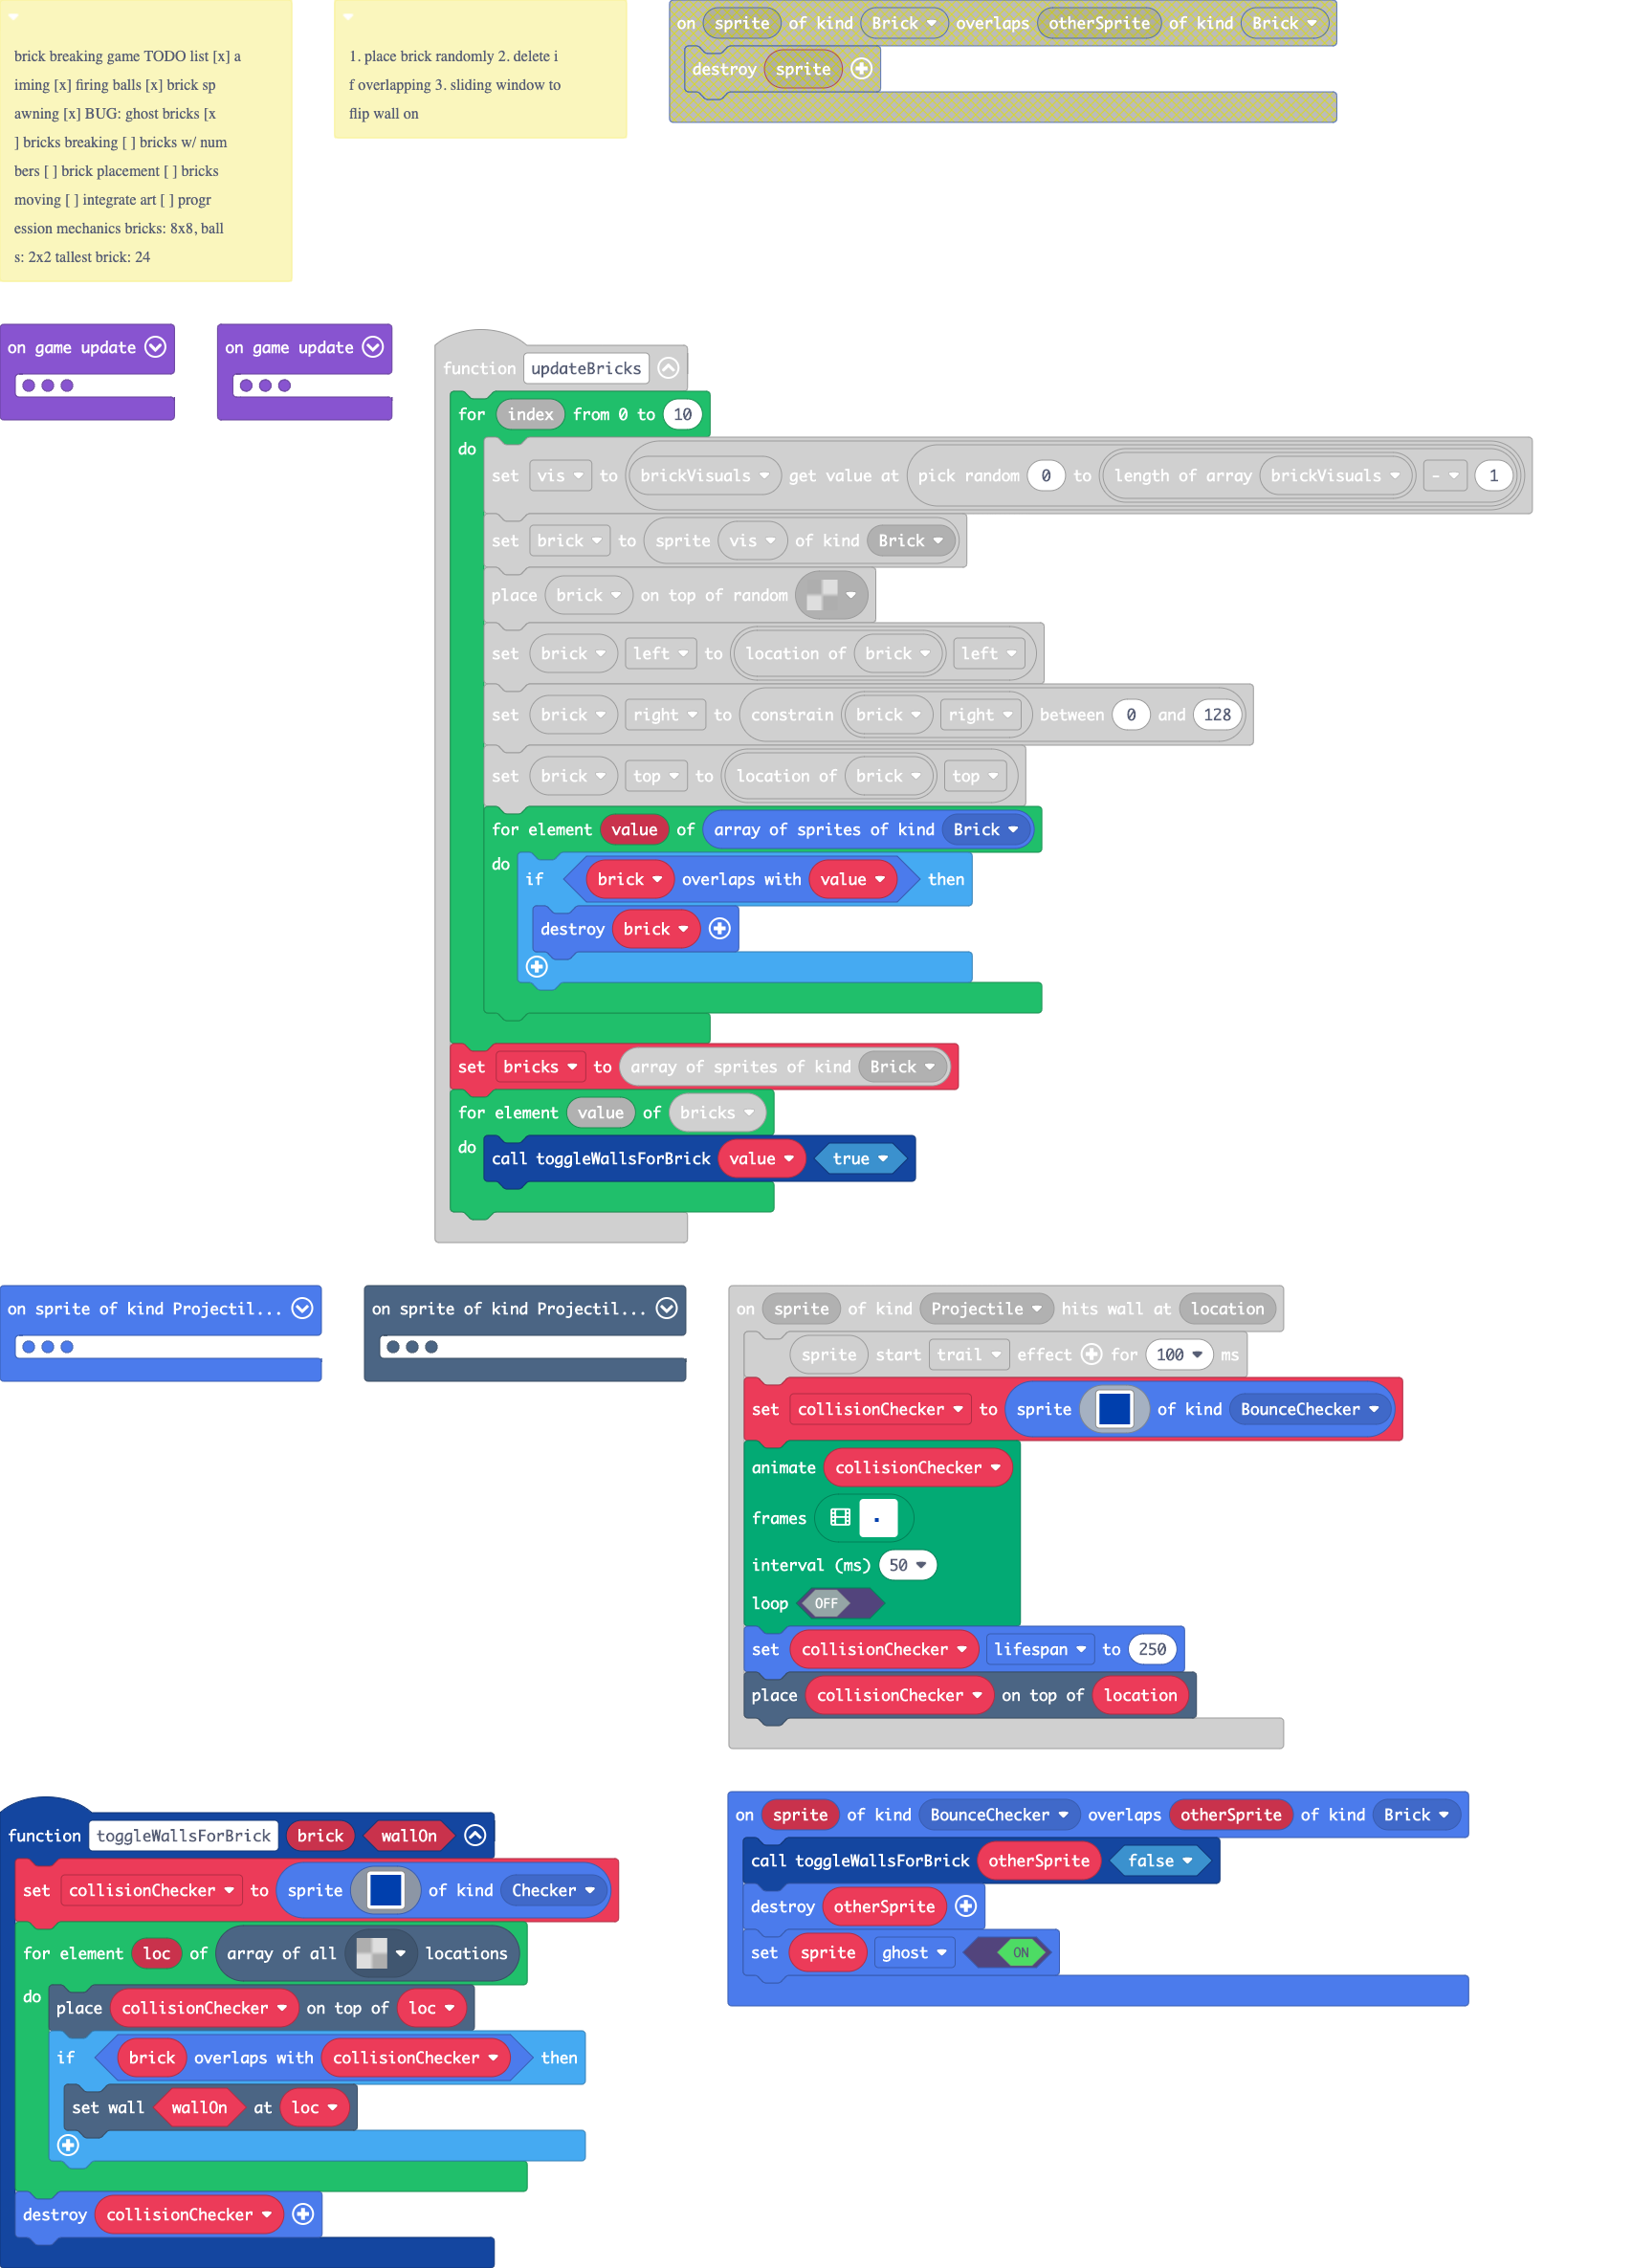 brick breaking game TODO list [x] a
iming [x] firing balls [x] brick sp
awning [x] BUG: ghost bricks [x
] bricks breaking [ ] bricks w/ num
bers [ ] brick placement [ ] bricks
moving [ ] integrate art [ ] progr
ession mechanics bricks: 8x8, ball
s: 2x2 tallest brick: 24
1. place brick randomly 2. delete i
f overlapping 3. sliding window to
flip wall on
on sprite of kind Brick overlaps otherSprite of kind Brick
destroy sprite
on game update
on game update
function updateBricks
for index from 0 to 10
do
set vis to brickVisuals get value at pick random 0 to length of array brickVisuals - 1
set brick to sprite vis of kind Brick
place brick on top of random
set brick left to location of brick left
set brick right to constrain brick right between 0 and 128
set brick top to location of brick top
for element value of array of sprites of kind Brick
do
if brick overlaps with value then
destroy brick
set bricks to array of sprites of kind Brick
for element value of bricks
do
call toggleWallsForBrick value true
on sprite of kind Projectil...
on sprite of kind Projectil...
on sprite of kind Projectile hits wall at location
sprite start trail effect for 100 ms
set collisionChecker to sprite of kind BounceChecker
animate collisionChecker
frames
interval (ms) 50
loop OFF
set collisionChecker lifespan to 250
place collisionChecker on top of location
function toggleWallsForBrick brick wallOn
set collisionChecker to sprite of kind Checker
for element loc of array of all locations
do
place collisionChecker on top of loc
if brick overlaps with collisionChecker then
set wall wallOn at loc
destroy collisionChecker
on sprite of kind BounceChecker overlaps otherSprite of kind Brick
call toggleWallsForBrick otherSprite false
destroy otherSprite
set sprite ghost ON